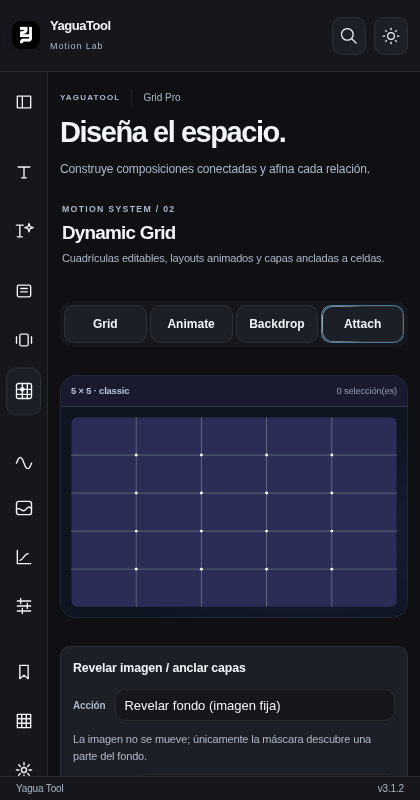 YaguaTool
Motion Lab
YAGUATOOL
Grid Pro
Diseña el espacio.
Construye composiciones conectadas y afina cada relación.
MOTION SYSTEM / 02
Dynamic Grid
Cuadrículas editables, layouts animados y capas ancladas a celdas.
Grid
Animate
Backdrop
Attach
5 × 5 · classic
0 selección(es)
Revelar imagen / anclar capas
Acción
Revelar fondo (imagen fija)
La imagen no se mueve; únicamente la máscara descubre una
parte del fondo.
Yagua Tool
v3.1.2